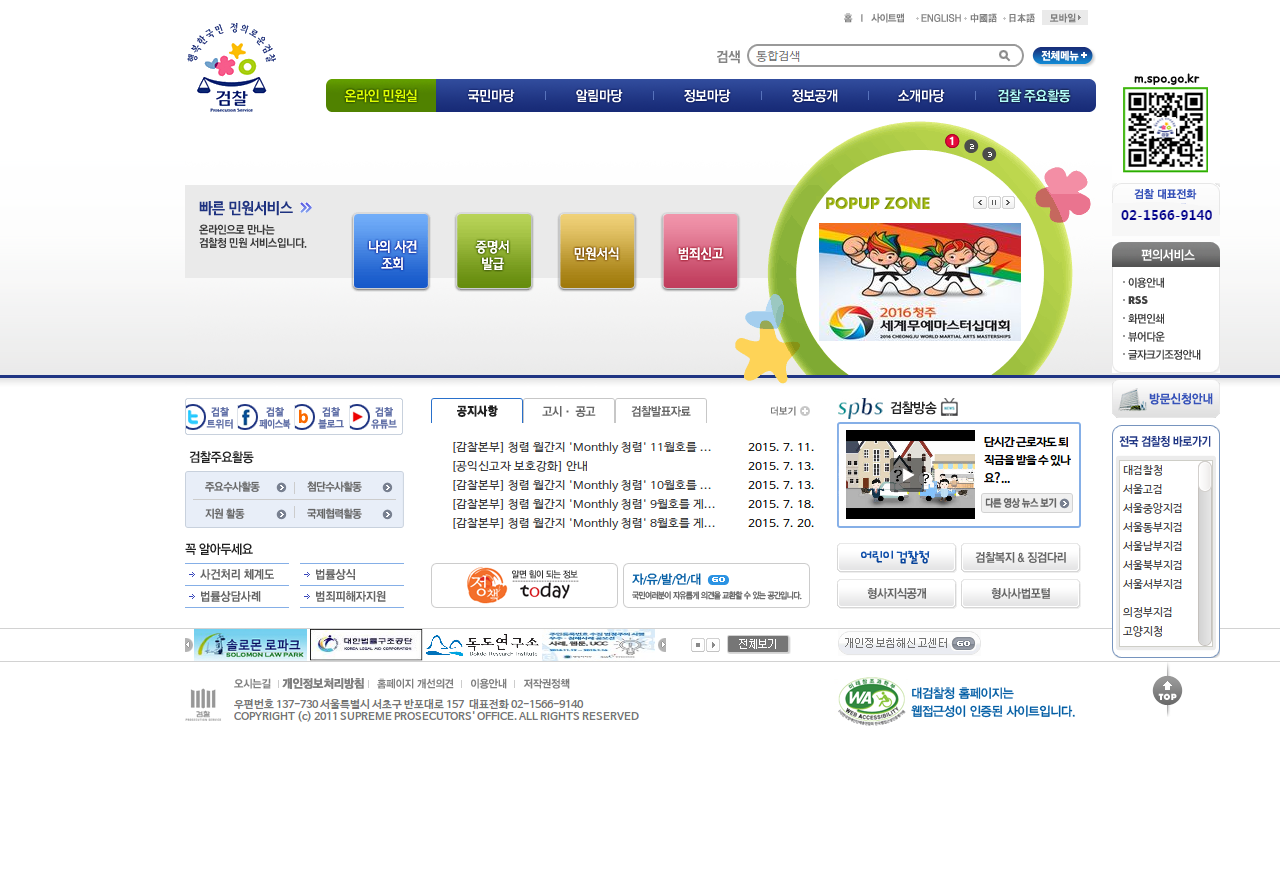 홈 사이트맵 ENGLISH 中國語 日本語 모바일
행복한국민 정의로운검찰
검찰
Prosecution Service
검색 통합검색 전체메뉴
온라인 민원실 국민마당 알림마당 정보마당 정보공개 소개마당 검찰 주요활동
m.spo.go.kr
검찰 대표전화
02-1566-9140
편의서비스
· 이용안내
· RSS
· 화면인쇄
· 뷰어다운
· 글자크기조정안내
방문신청안내
빠른 민원서비스
온라인으로 만나는
검찰청 민원 서비스입니다.
나의 사건
조회
증명서
발급
민원서식
범죄신고
1 2 3
POPUP ZONE
2016 청주
세계무예마스터십대회
2016 CHEONGJU WORLD MARTIAL ARTS MASTERSHIPS
검찰
트위터
검찰
페이스북
검찰
블로그
검찰
유튜브
검찰주요활동
주요수사활동 첨단수사활동
지원 활동 국제협력활동
꼭 알아두세요
사건처리 체계도 법률상식
법률상담사례 범죄피해자지원
공지사항 고시 · 공고 검찰발표자료 더보기
[감찰본부] 청렴 월간지 'Monthly 청렴' 11월호를 ... 2015. 7. 11.
[공익신고자 보호강화] 안내 2015. 7. 13.
[감찰본부] 청렴 월간지 'Monthly 청렴' 10월호를 ... 2015. 7. 13.
[감찰본부] 청렴 월간지 'Monthly 청렴' 9월호를 게... 2015. 7. 18.
[감찰본부] 청렴 월간지 'Monthly 청렴' 8월호를 게... 2015. 7. 20.
정책
알면 힘이 되는 정보
today
자/유/발/언/대 GO
국민여러분이 자유롭게 의견을 교환할 수 있는 공간입니다.
spbs 검찰방송
단시간 근로자도 퇴
직금을 받을 수 있나
요?...
다른 영상 뉴스 보기
어린이 검찰청 검찰복지 & 징검다리
형사지식공개 형사사법포털
전국 검찰청 바로가기
대검찰청
서울고검
서울중앙지검
서울동부지검
서울남부지검
서울북부지검
서울서부지검
의정부지검
고양지청
솔로몬 로파크
SOLOMON LAW PARK
대한법률구조공단
KOREA LEGAL AID CORPORATION
독도연구소
Dokdo Research Institute
사례, 웹툰, UCC
전체보기
개인정보침해신고센터 GO
오시는길 개인정보처리방침 홈페이지 개선의견 이용안내 저작권정책
검찰
우편번호 137-730 서울특별시 서초구 반포대로 157 대표전화 02-1566-9140
COPYRIGHT (c) 2011 SUPREME PROSECUTORS' OFFICE. ALL RIGHTS RESERVED
WA
WEB ACCESSIBILITY
대검찰청 홈페이지는
웹접근성이 인증된 사이트입니다.
TOP